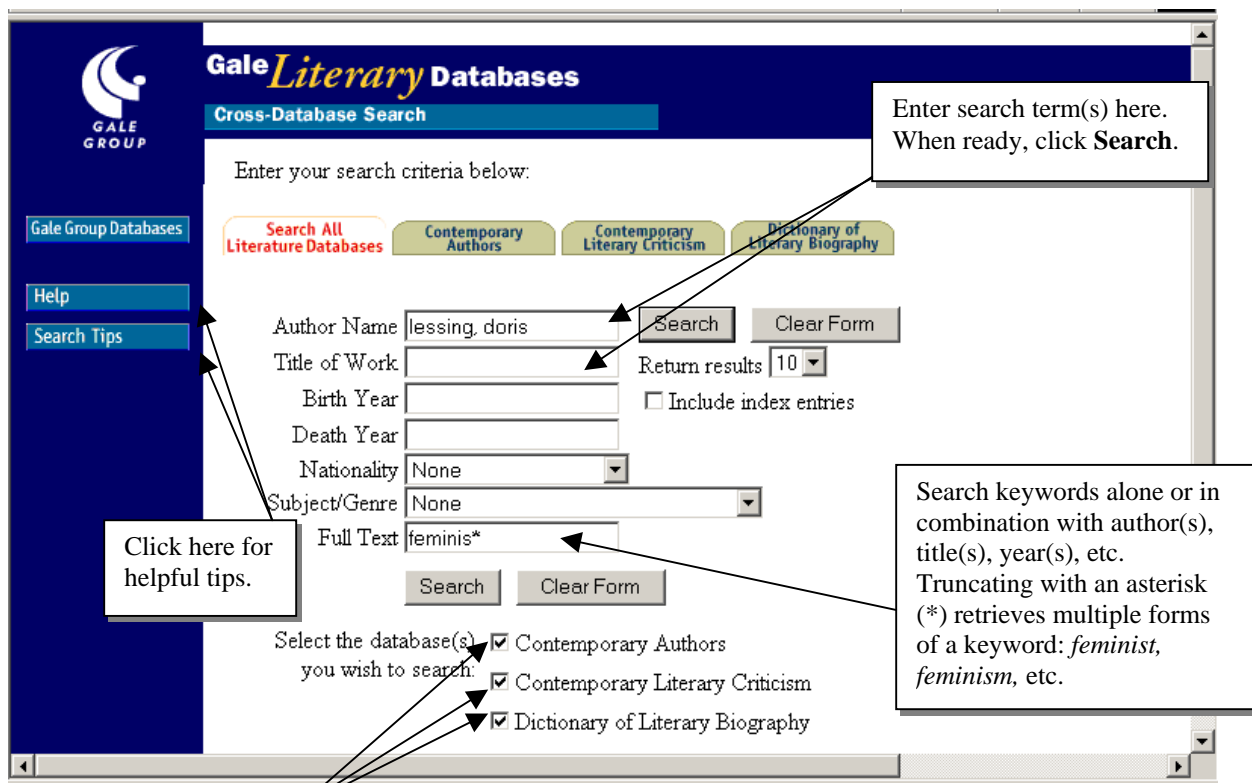 GALE
GROUP
Gale Literary Databases
Cross-Database Search
Enter search term(s) here.
When ready, click Search.
Enter your search criteria below:
Gale Group Databases
Help
Search Tips
Search All
Literature Databases
Contemporary
Authors
Contemporary
Literary Criticism
Dictionary of
Literary Biography
Author Name lessing, doris Search Clear Form
Title of Work Return results 10
Birth Year Include index entries
Death Year
Nationality None
Subject/Genre None
Full Text feminis*
Search Clear Form
Click here for
helpful tips.
Search keywords alone or in
combination with author(s),
title(s), year(s), etc.
Truncating with an asterisk
(*) retrieves multiple forms
of a keyword: feminist,
feminism, etc.
Select the database(s)
you wish to search:
Contemporary Authors
Contemporary Literary Criticism
Dictionary of Literary Biography